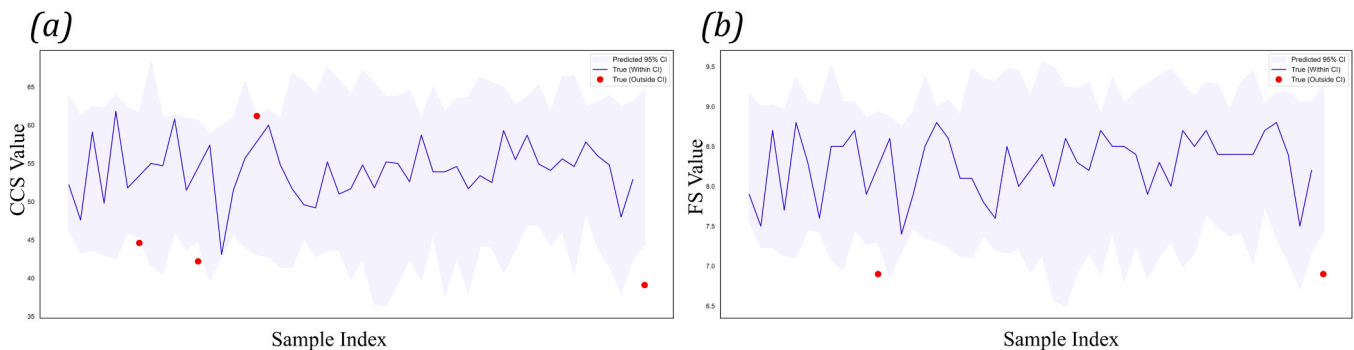 (a)
Predicted 95% CI
True (Within CI)
True (Outside CI)
65
60
55
50
45
40
35
CCS Value
Sample Index
(b)
Predicted 95% CI
True (Within CI)
True (Outside CI)
9.5
9.0
8.5
8.0
7.5
7.0
6.5
FS Value
Sample Index